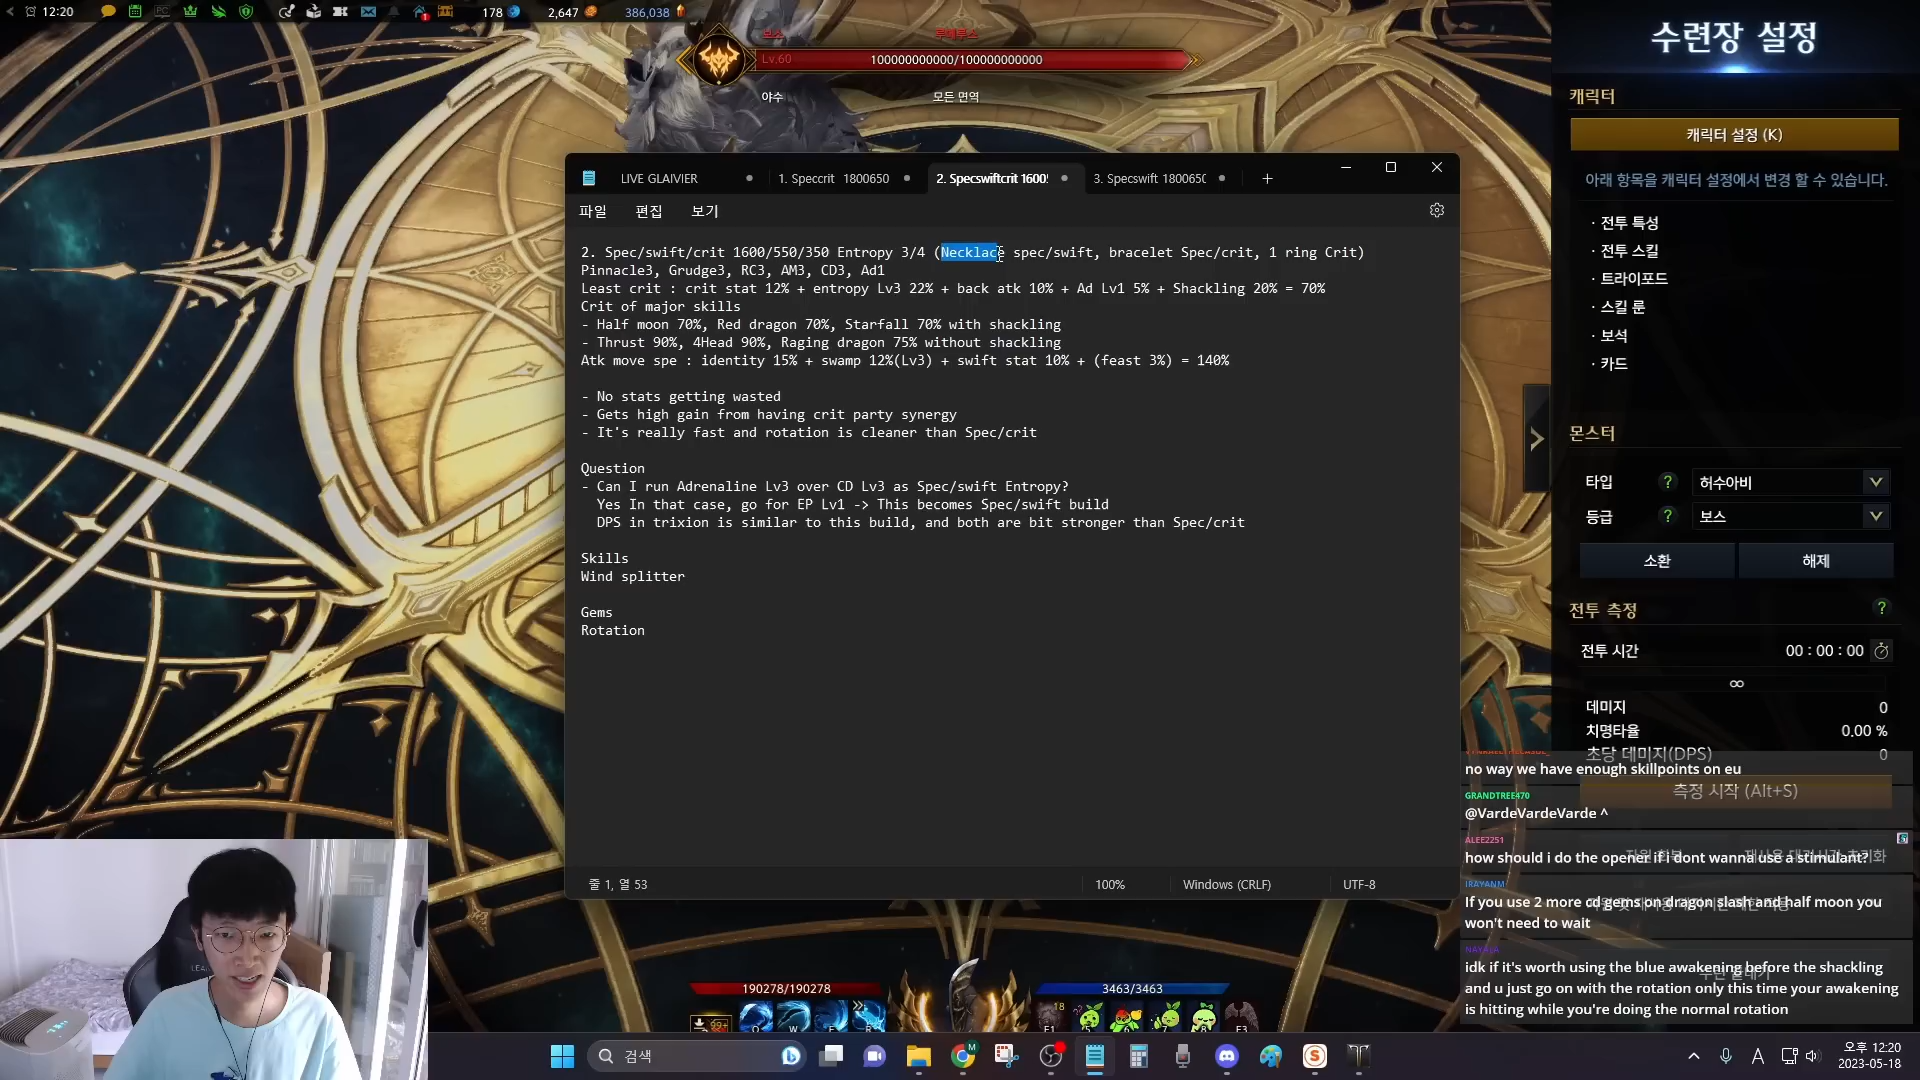 12:20
178
2,647
386,038
보스
루메루스
Lv.60
100000000000/100000000000
야수
모든 면역
LIVE GLAIVIER
1. Speccrit 1800650
2. Specswiftcrit 1600!
3. Specswift 180065(
파일
편집
보기
2. Spec/swift/crit 1600/550/350 Entropy 3/4 (Necklace spec/swift, bracelet Spec/crit, 1 ring Crit)
Pinnacle3, Grudge3, RC3, AM3, CD3, Ad1
Least crit : crit stat 12% + entropy Lv3 22% + back atk 10% + Ad Lv1 5% + Shackling 20% = 70%
Crit of major skills
- Half moon 70%, Red dragon 70%, Starfall 70% with shackling
- Thrust 90%, 4Head 90%, Raging dragon 75% without shackling
Atk move spe : identity 15% + swamp 12%(Lv3) + swift stat 10% + (feast 3%) = 140%
- No stats getting wasted
- Gets high gain from having crit party synergy
- It's really fast and rotation is cleaner than Spec/crit
Question
- Can I run Adrenaline Lv3 over CD Lv3 as Spec/swift Entropy?
Yes In that case, go for EP Lv1 -> This becomes Spec/swift build
DPS in trixion is similar to this build, and both are bit stronger than Spec/crit
Skills
Wind splitter
Gems
Rotation
줄 1, 열 53
100%
Windows (CRLF)
UTF-8
수련장 설정
캐릭터
캐릭터 설정 (K)
아래 항목을 캐릭터 설정에서 변경 할 수 있습니다.
· 전투 특성
· 전투 스킬
· 트라이포드
· 스킬 룬
· 보석
· 카드
몬스터
타입
?
허수아비
등급
?
보스
소환
해제
전투 측정
?
전투 시간
00 : 00 : 00
∞
데미지
0
치명타율
0.00 %
초당 데미지(DPS)
0
측정 시작 (Alt+S)
no way we have enough skillpoints on eu
GRANDTREE470
@VardeVardeVarde ^
ALEE2251
how should i do the opener if i dont wanna use a stimulant?
IRAYANM
If you use 2 more cd gems on dragon slash and half moon you
won't need to wait
NAYAFA
idk if it's worth using the blue awakening before the shackling
and u just go on with the rotation only this time your awakening
is hitting while you're doing the normal rotation
190278/190278
3463/3463
99+
Q
W
E
R
18
F1
5
6
7
8
F3
검색
M
A
오후 12:20
2023-05-18